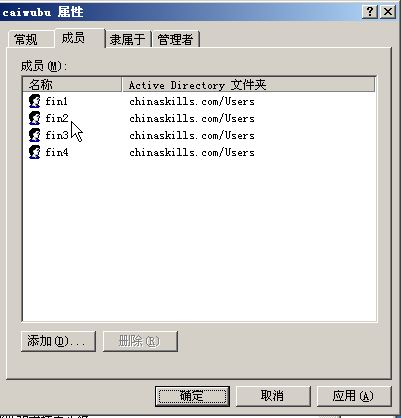 caiwubu 属性
常规 成员 隶属于 管理者
成员(M):
名称 Active Directory 文件夹
fin1 chinaskills.com/Users
fin2 chinaskills.com/Users
fin3 chinaskills.com/Users
fin4 chinaskills.com/Users
添加(D)... 删除(R)
确定 取消 应用(A)